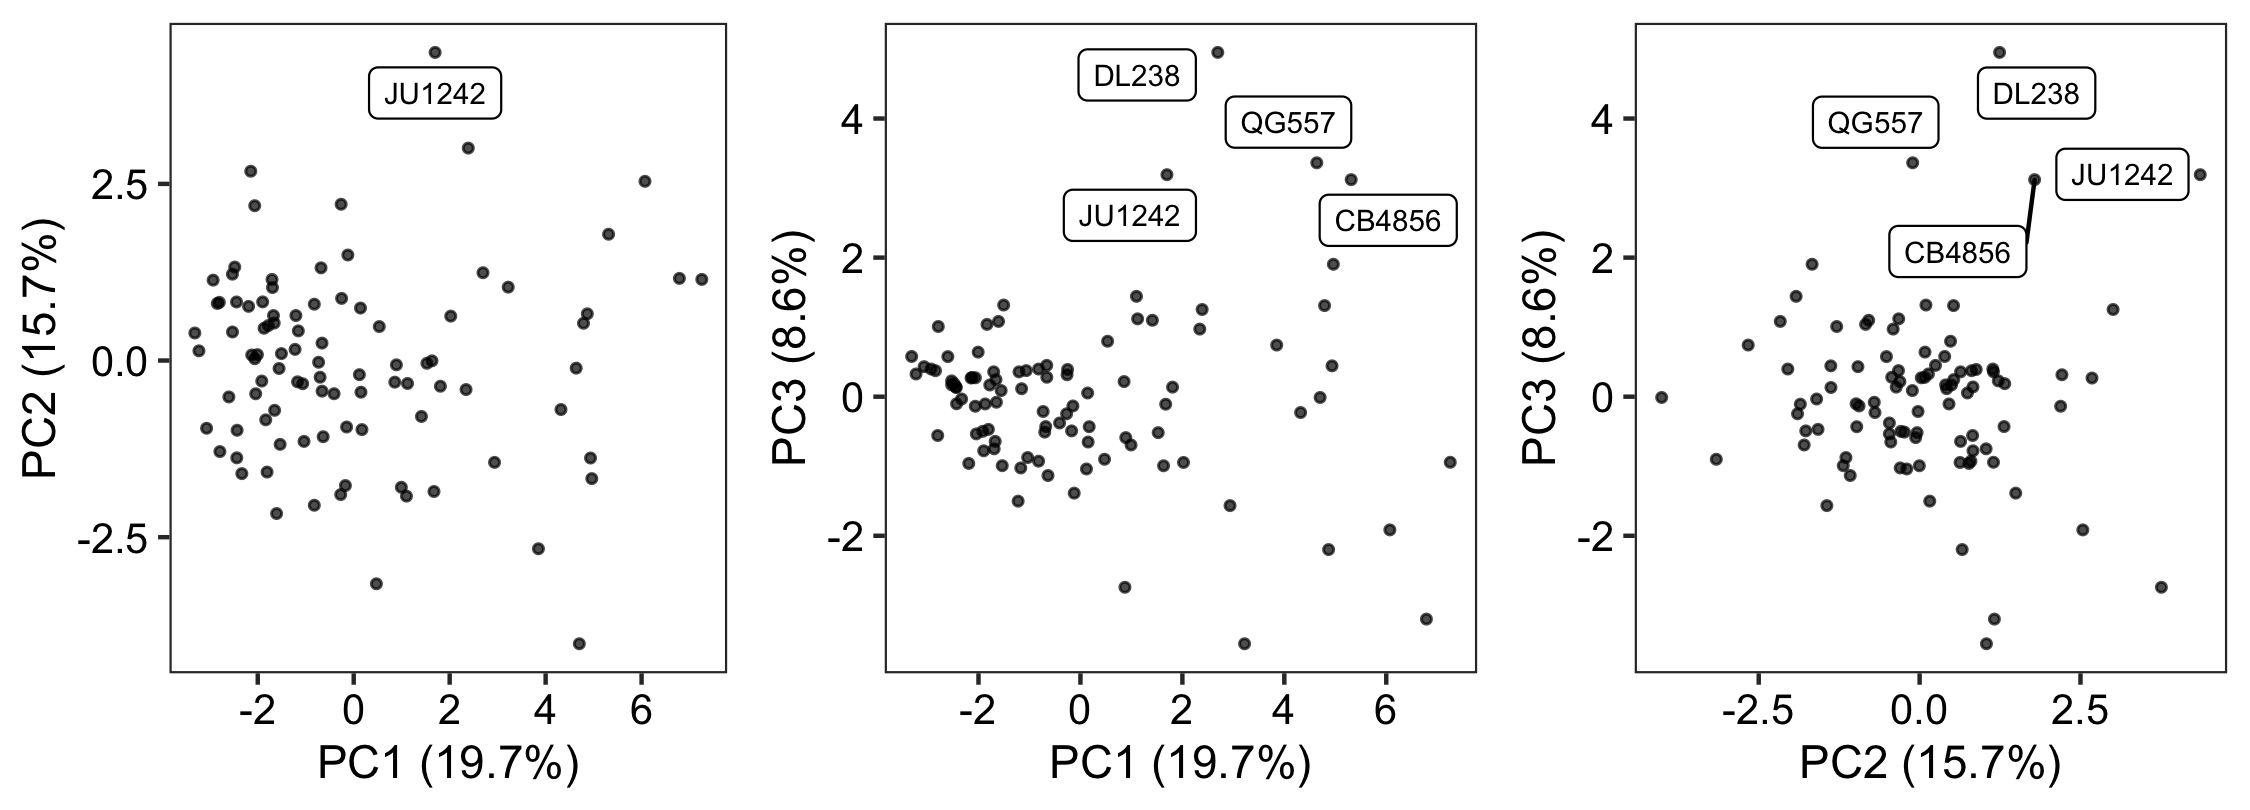 JU1242
2.5
0.0
-2.5
-2 0 2 4 6
PC1 (19.7%)
PC2 (15.7%)
DL238
QG557
JU1242
CB4856
4
2
0
-2
-2 0 2 4 6
PC1 (19.7%)
PC3 (8.6%)
DL238
QG557
JU1242
CB4856
4
2
0
-2
-2.5 0.0 2.5
PC2 (15.7%)
PC3 (8.6%)